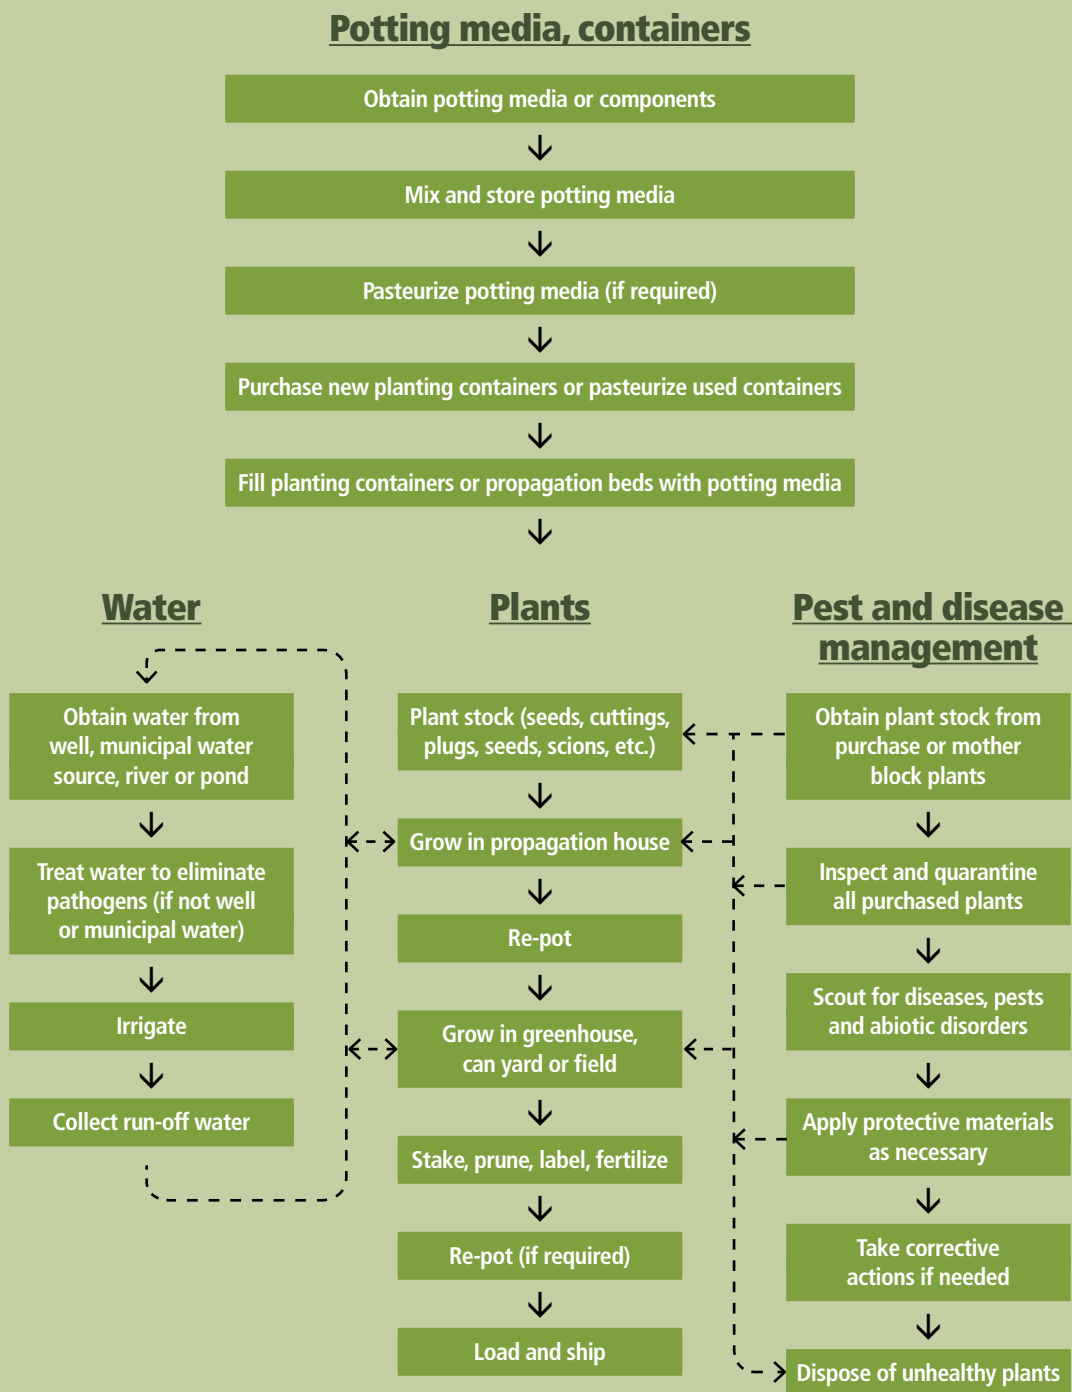 Potting media, containers
Obtain potting media or components
Mix and store potting media
Pasteurize potting media (if required)
Purchase new planting containers or pasteurize used containers
Fill planting containers or propagation beds with potting media
Water
Obtain water from
well, municipal water
source, river or pond
Treat water to eliminate
pathogens (if not well
or municipal water)
Irrigate
Collect run-off water
Plants
Plant stock (seeds, cuttings,
plugs, seeds, scions, etc.)
Grow in propagation house
Re-pot
Grow in greenhouse,
can yard or field
Stake, prune, label, fertilize
Re-pot (if required)
Load and ship
Pest and disease
management
Obtain plant stock from
purchase or mother
block plants
Inspect and quarantine
all purchased plants
Scout for diseases, pests
and abiotic disorders
Apply protective materials
as necessary
Take corrective
actions if needed
Dispose of unhealthy plants